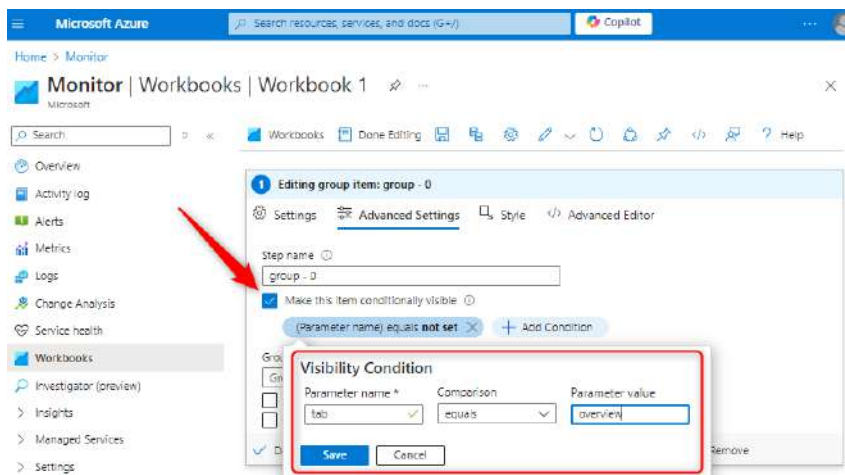 Microsoft Azure
Search resources, services, and docs (G+/)
Copilot
Home > Monitor
Monitor | Workbooks | Workbook 1
Microsoft
Search
Workbooks
Done Editing
Help
Overview
Activity log
Alerts
Metrics
Logs
Change Analysis
Service health
Workbooks
Investigator (preview)
Insights
Managed Services
Settings
1 Editing group item: group - 0
Settings
Advanced Settings
Style
Advanced Editor
Step name
group - 0
Make this item conditionally visible
(Parameter name) equals not set
+ Add Condition
Visibility Condition
Parameter name *
Comparison
Parameter value
tab
equals
overview
Save
Cancel
Remove